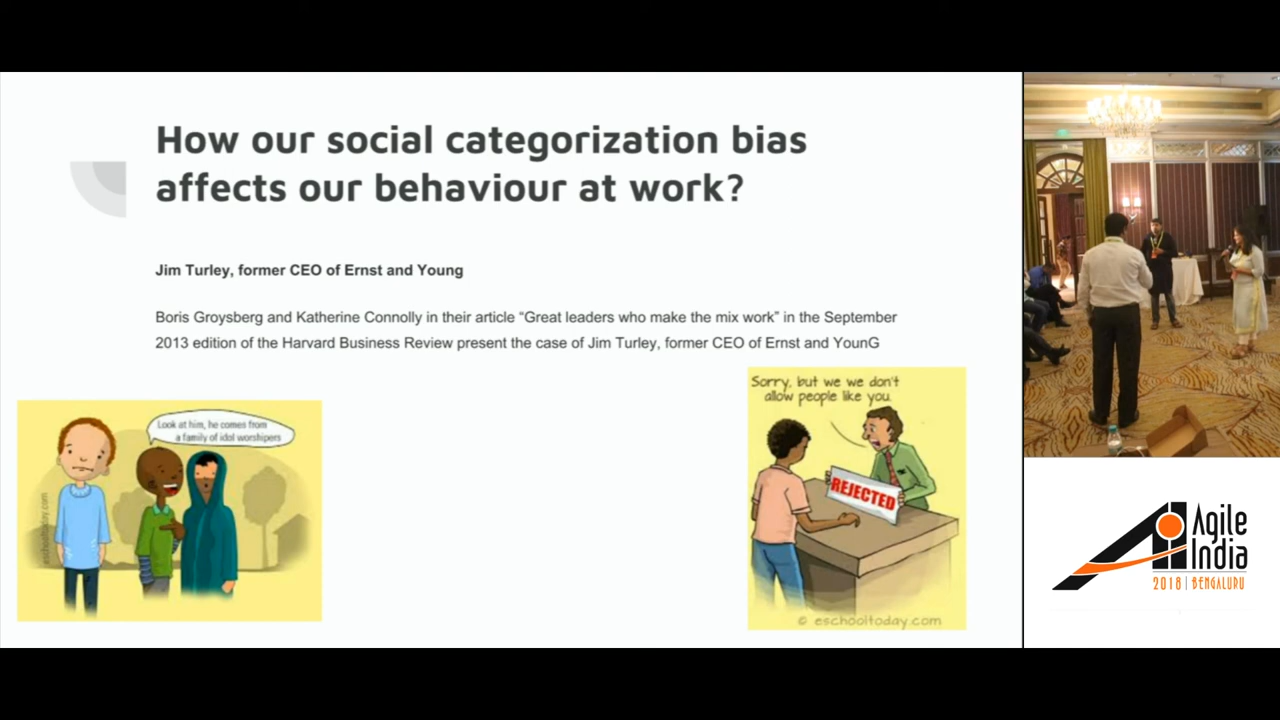 How our social categorization bias
affects our behaviour at work?
Jim Turley, former CEO of Ernst and Young
Boris Groysberg and Katherine Connolly in their article “Great leaders who make the mix work” in the September
2013 edition of the Harvard Business Review present the case of Jim Turley, former CEO of Ernst and YounG
Look at him, he comes from
a family of idol worshipers
eschooltoday.com
Sorry, but we we don't
allow people like you.
REJECTED
© eschooltoday.com
Agile
India
2018 | BENGALURU